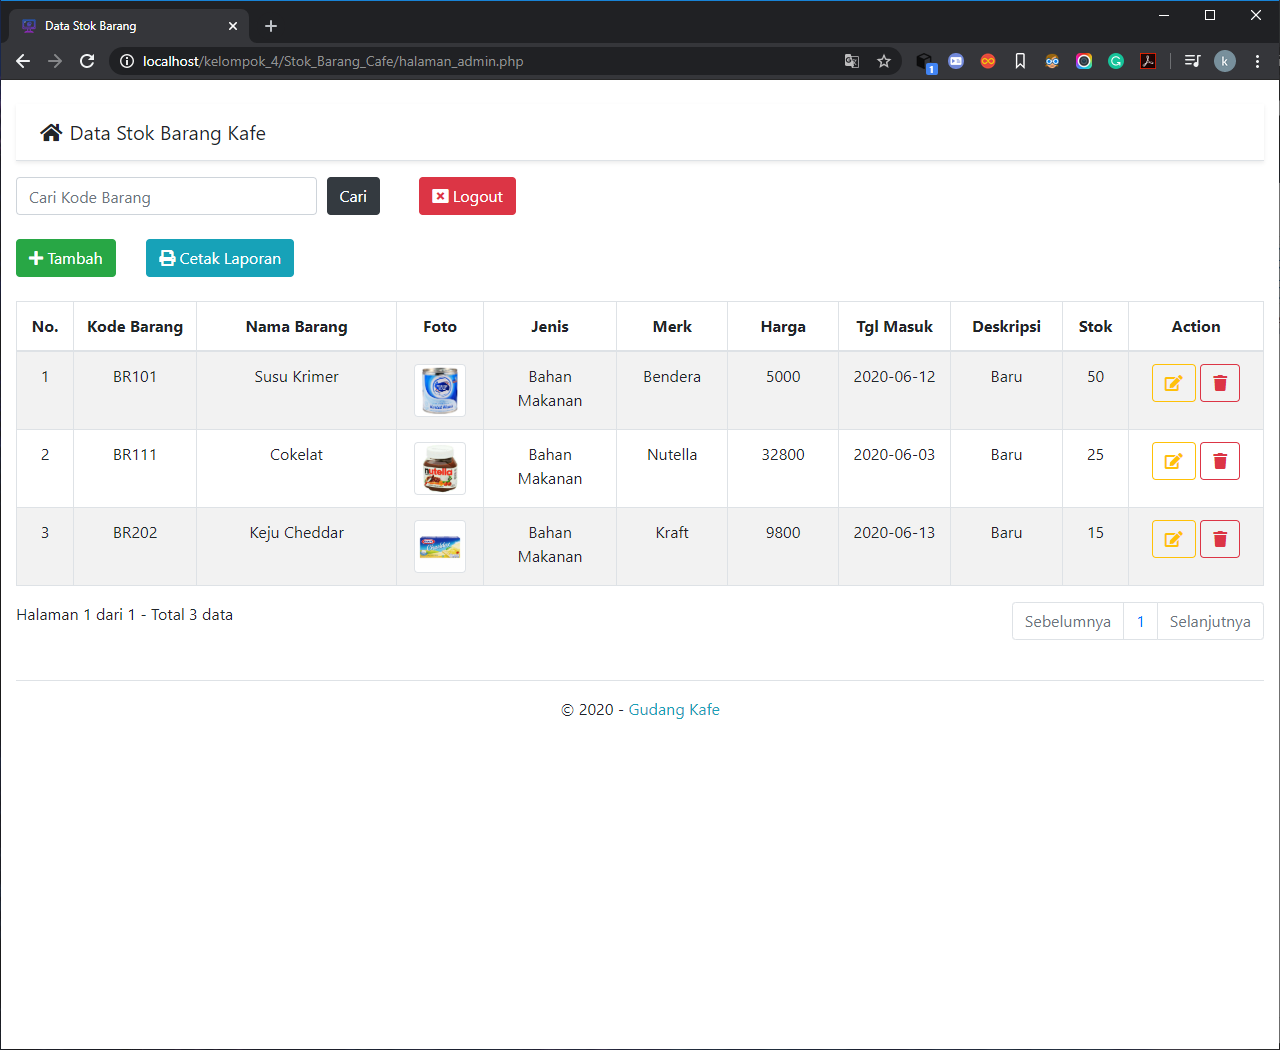 Data Stok Barang
localhost/kelompok_4/Stok_Barang_Cafe/halaman_admin.php
1
k
Data Stok Barang Kafe
Cari Kode Barang Cari Logout
Tambah Cetak Laporan
No. Kode Barang Nama Barang Foto Jenis Merk Harga Tgl Masuk Deskripsi Stok Action
1 BR101 Susu Krimer Bahan Makanan Bendera 5000 2020-06-12 Baru 50
2 BR111 Cokelat nutella Bahan Makanan Nutella 32800 2020-06-03 Baru 25
3 BR202 Keju Cheddar Bahan Makanan Kraft 9800 2020-06-13 Baru 15
Halaman 1 dari 1 - Total 3 data
Sebelumnya 1 Selanjutnya
© 2020 - Gudang Kafe